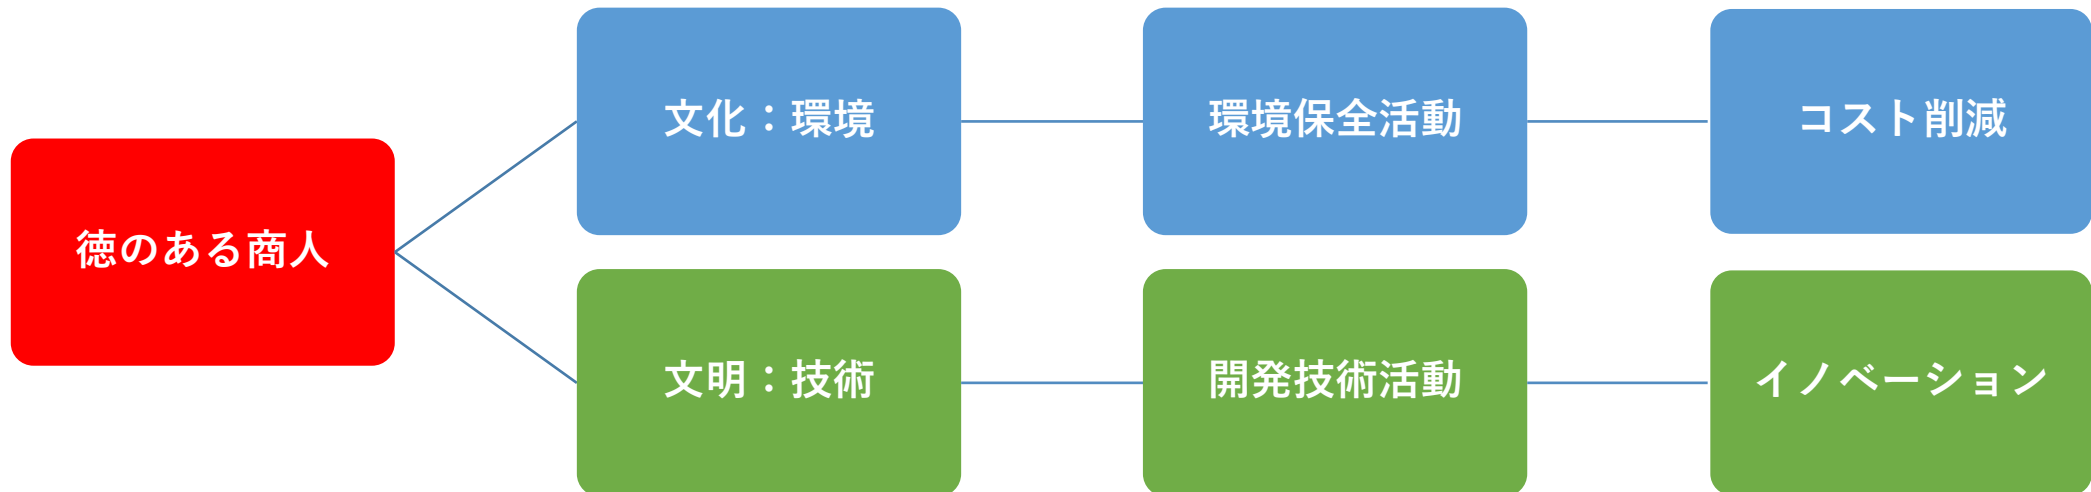 徳のある商人
文化：環境
環境保全活動
コスト削減
文明：技術
開発技術活動
イノベーション